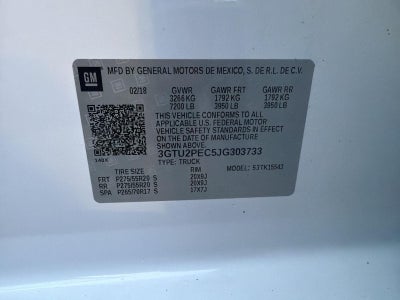 GM
MFD BY GENERAL MOTORS DE MEXICO, S. DE R.L. DE C.V.
02/18 GVWR GAWR FRT GAWR RR
3266 KG 1792 KG 1792 KG
7200 LB 3950 LB 3950 LB
THIS VEHICLE CONFORMS TO ALL APPLICABLE
U.S. FEDERAL MOTOR VEHICLE
SAFETY STANDARDS IN EFFECT
ON THE DATE OF MANUFACTURE
SHOWN ABOVE.
3GTU2PEC5JG303733
TYPE: TRUCK
TIRE SIZE RIM
FRT P275/55R20 S 20X9J
RR P275/55R20 S 20X9J
SPA P265/70R17 S 17X7J